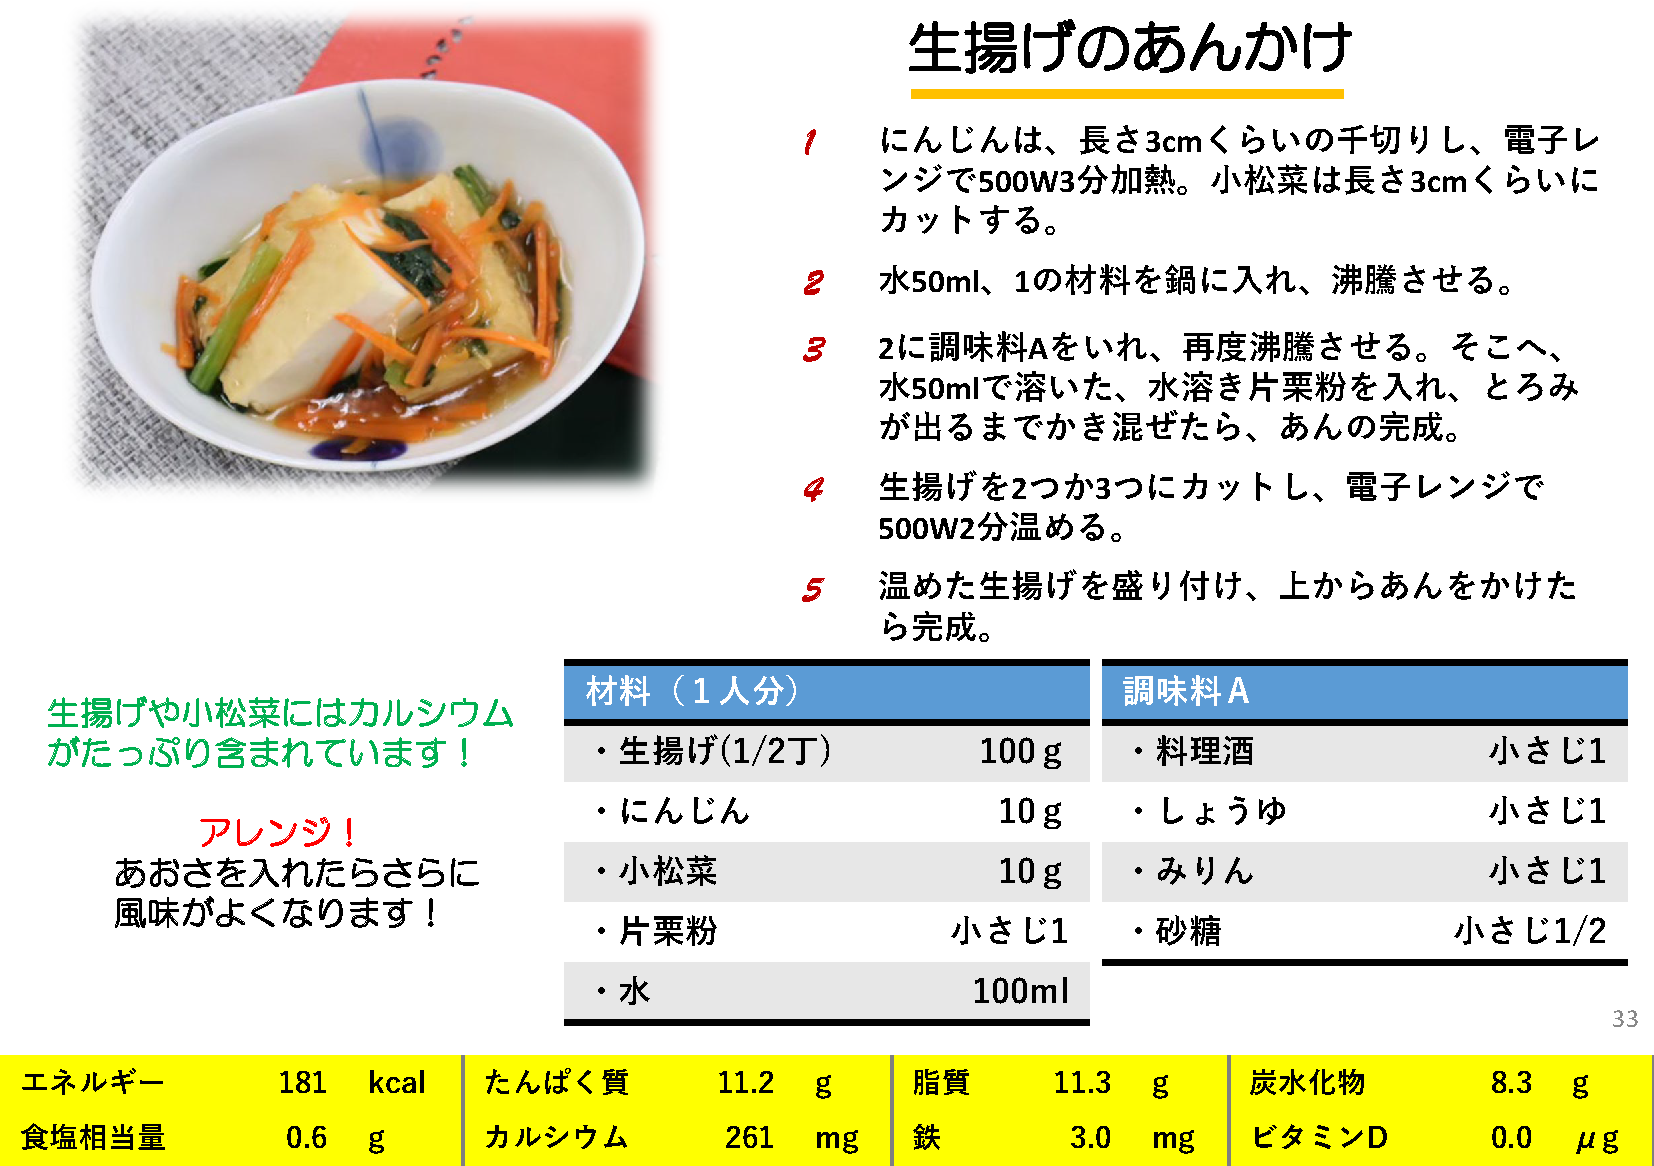 生揚げのあんかけ
1 にんじんは、長さ3cmくらいの千切りし、電子レ
ンジで500W3分加熱。小松菜は長さ3cmくらいに
カットする。
2 水50ml、1の材料を鍋に入れ、沸騰させる。
3 2に調味料Aをいれ、再度沸騰させる。そこへ、
水50mlで溶いた、水溶き片栗粉を入れ、とろみ
が出るまでかき混ぜたら、あんの完成。
4 生揚げを2つか3つにカットし、電子レンジで
500W2分温める。
5 温めた生揚げを盛り付け、上からあんをかけた
ら完成。
生揚げや小松菜にはカルシウム
がたっぷり含まれています！
アレンジ！
あおさを入れたらさらに
風味がよくなります！
材料（１人分）
・生揚げ(1/2丁) 100ｇ
・にんじん 10ｇ
・小松菜 10ｇ
・片栗粉 小さじ1
・水 100ml
調味料Ａ
・料理酒 小さじ1
・しょうゆ 小さじ1
・みりん 小さじ1
・砂糖 小さじ1/2
33
エネルギー 181 kcal たんぱく質 11.2 g 脂質 11.3 g 炭水化物 8.3 g
食塩相当量 0.6 g カルシウム 261 mg 鉄 3.0 mg ビタミンD 0.0 μg